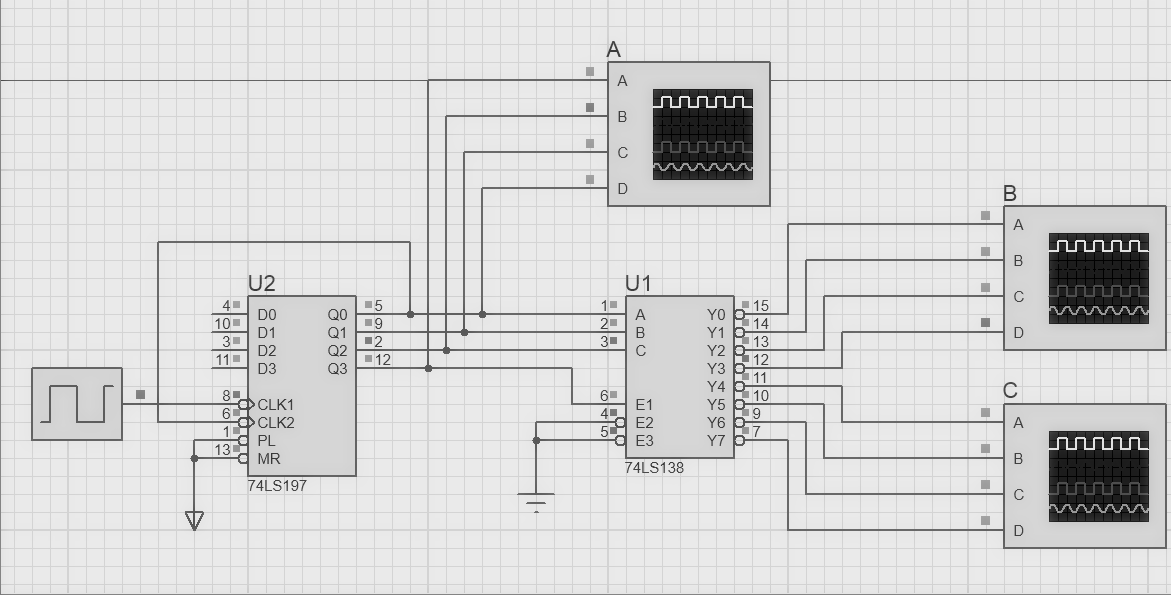 A
A
B
C
D
U2
4 D0 Q0 5
10 D1 Q1 9
3 D2 Q2 2
11 D3 Q3 12
8 CLK1
6 CLK2
1 PL
13 MR
74LS197
U1
1 A Y0 15
2 B Y1 14
3 C Y2 13
Y3 12
Y4 11
6 E1 Y5 10
4 E2 Y6 9
5 E3 Y7 7
74LS138
B
A
B
C
D
C
A
B
C
D